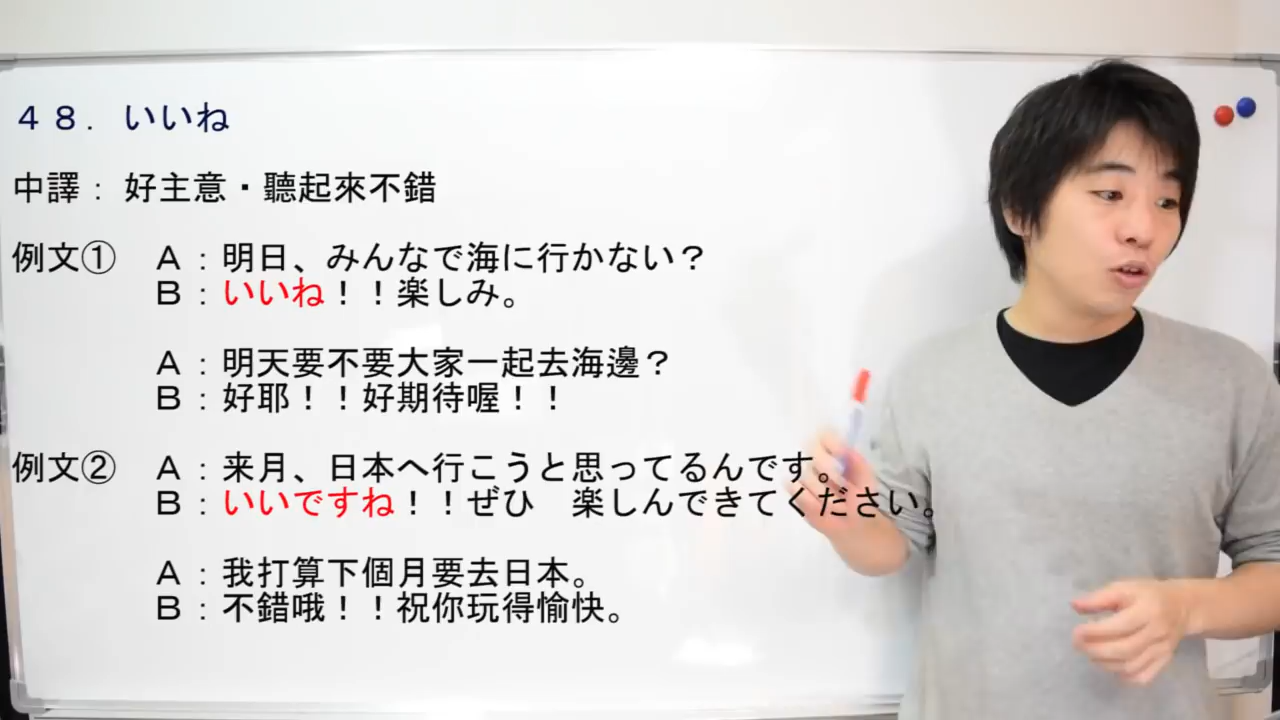 ４８．いいね
中譯：好主意・聽起來不錯
例文①　Ａ：明日、みんなで海に行かない？
Ｂ：いいね！！楽しみ。
Ａ：明天要不要大家一起去海邊？
Ｂ：好耶！！好期待喔！！
例文②　Ａ：来月、日本へ行こうと思ってるんです。
Ｂ：いいですね！！ぜひ　楽しんできてください。
Ａ：我打算下個月要去日本。
Ｂ：不錯哦！！祝你玩得愉快。